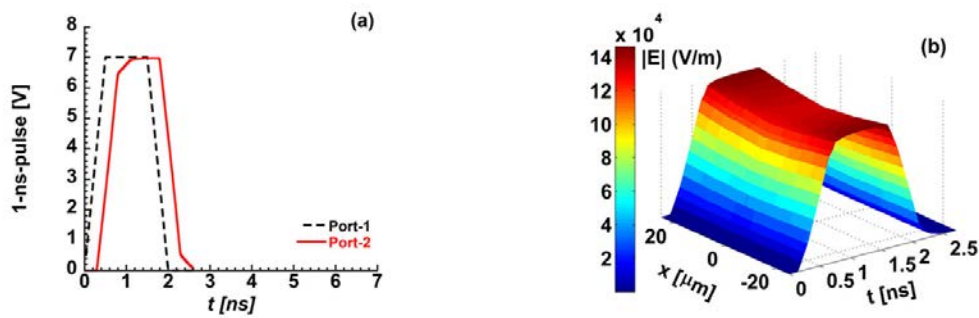 (a)
8
7
6
5
4
3
2
1
0
1-ns-pulse [V]
Port-1
Port-2
0 1 2 3 4 5 6 7
t [ns]
x 10⁴
(b)
|E| (V/m)
14
12
10
8
6
4
2
20
0
-20
x [μm]
0
0.5
1
1.5
2
2.5
t [ns]